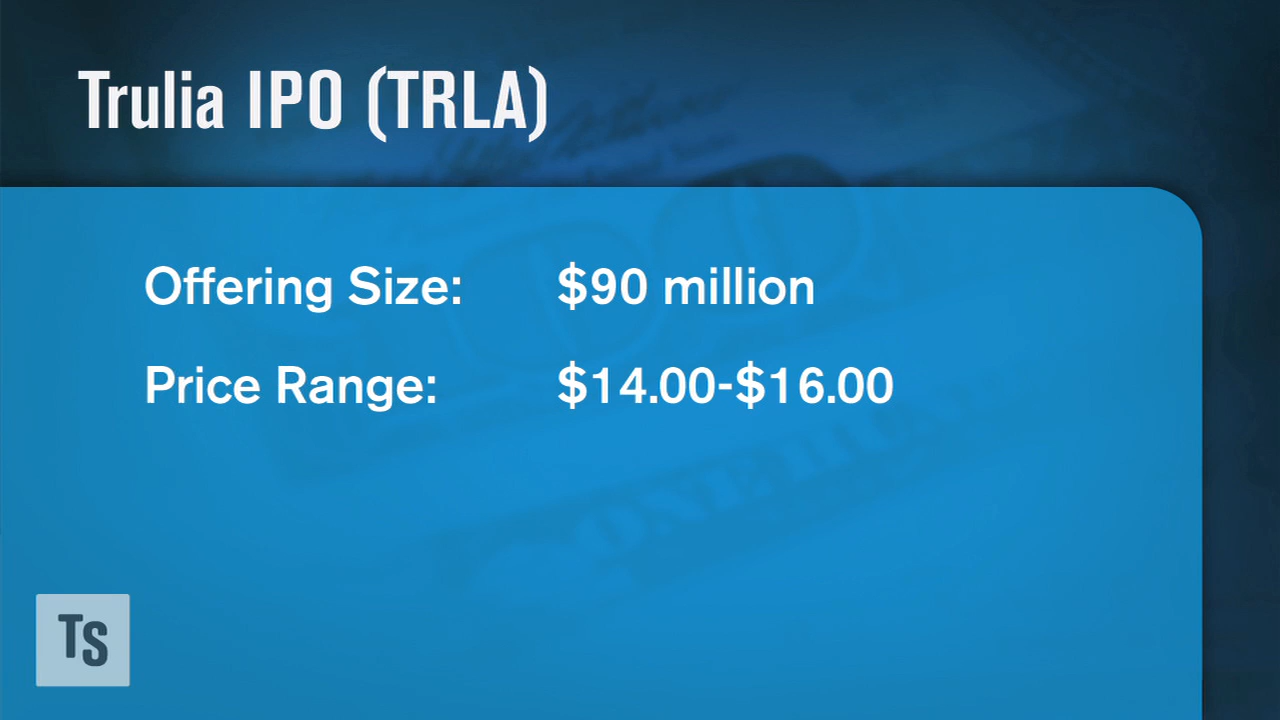 Trulia IPO (TRLA)
Offering Size: $90 million
Price Range: $14.00-$16.00
TS